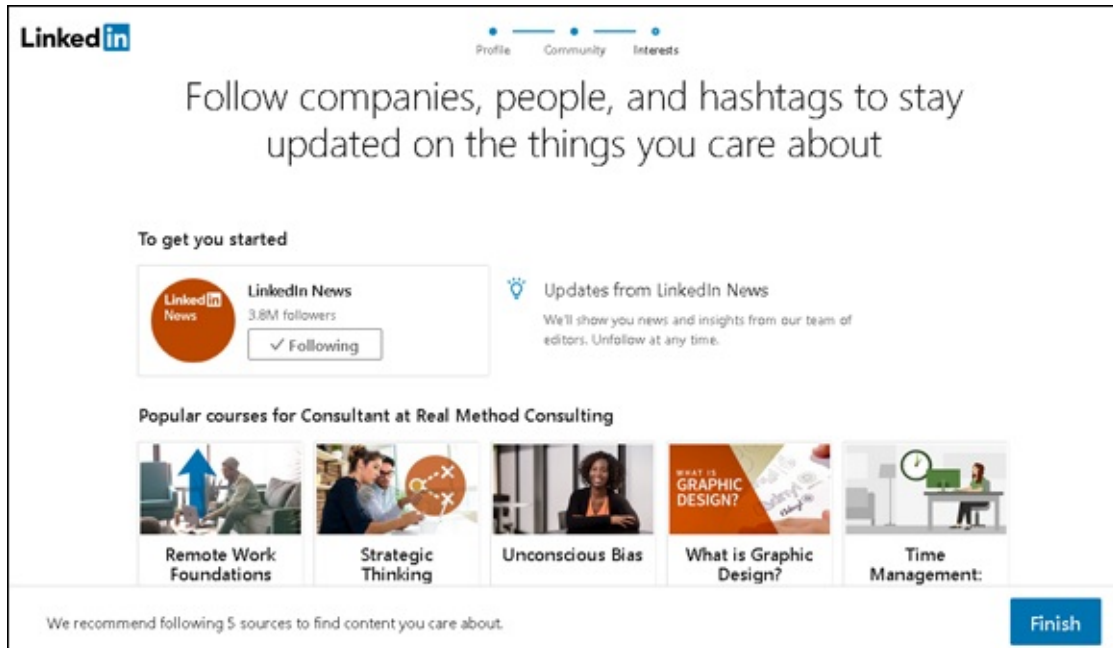 Linked in
Profile Community Interests
Follow companies, people, and hashtags to stay
updated on the things you care about
To get you started
Linked in
News
LinkedIn News
3.8M followers
✓ Following
Updates from LinkedIn News
We'll show you news and insights from our team of
editors. Unfollow at any time.
Popular courses for Consultant at Real Method Consulting
WHAT IS
GRAPHIC
DESIGN?
Remote Work
Foundations
Strategic
Thinking
Unconscious Bias
What is Graphic
Design?
Time
Management:
We recommend following 5 sources to find content you care about.
Finish